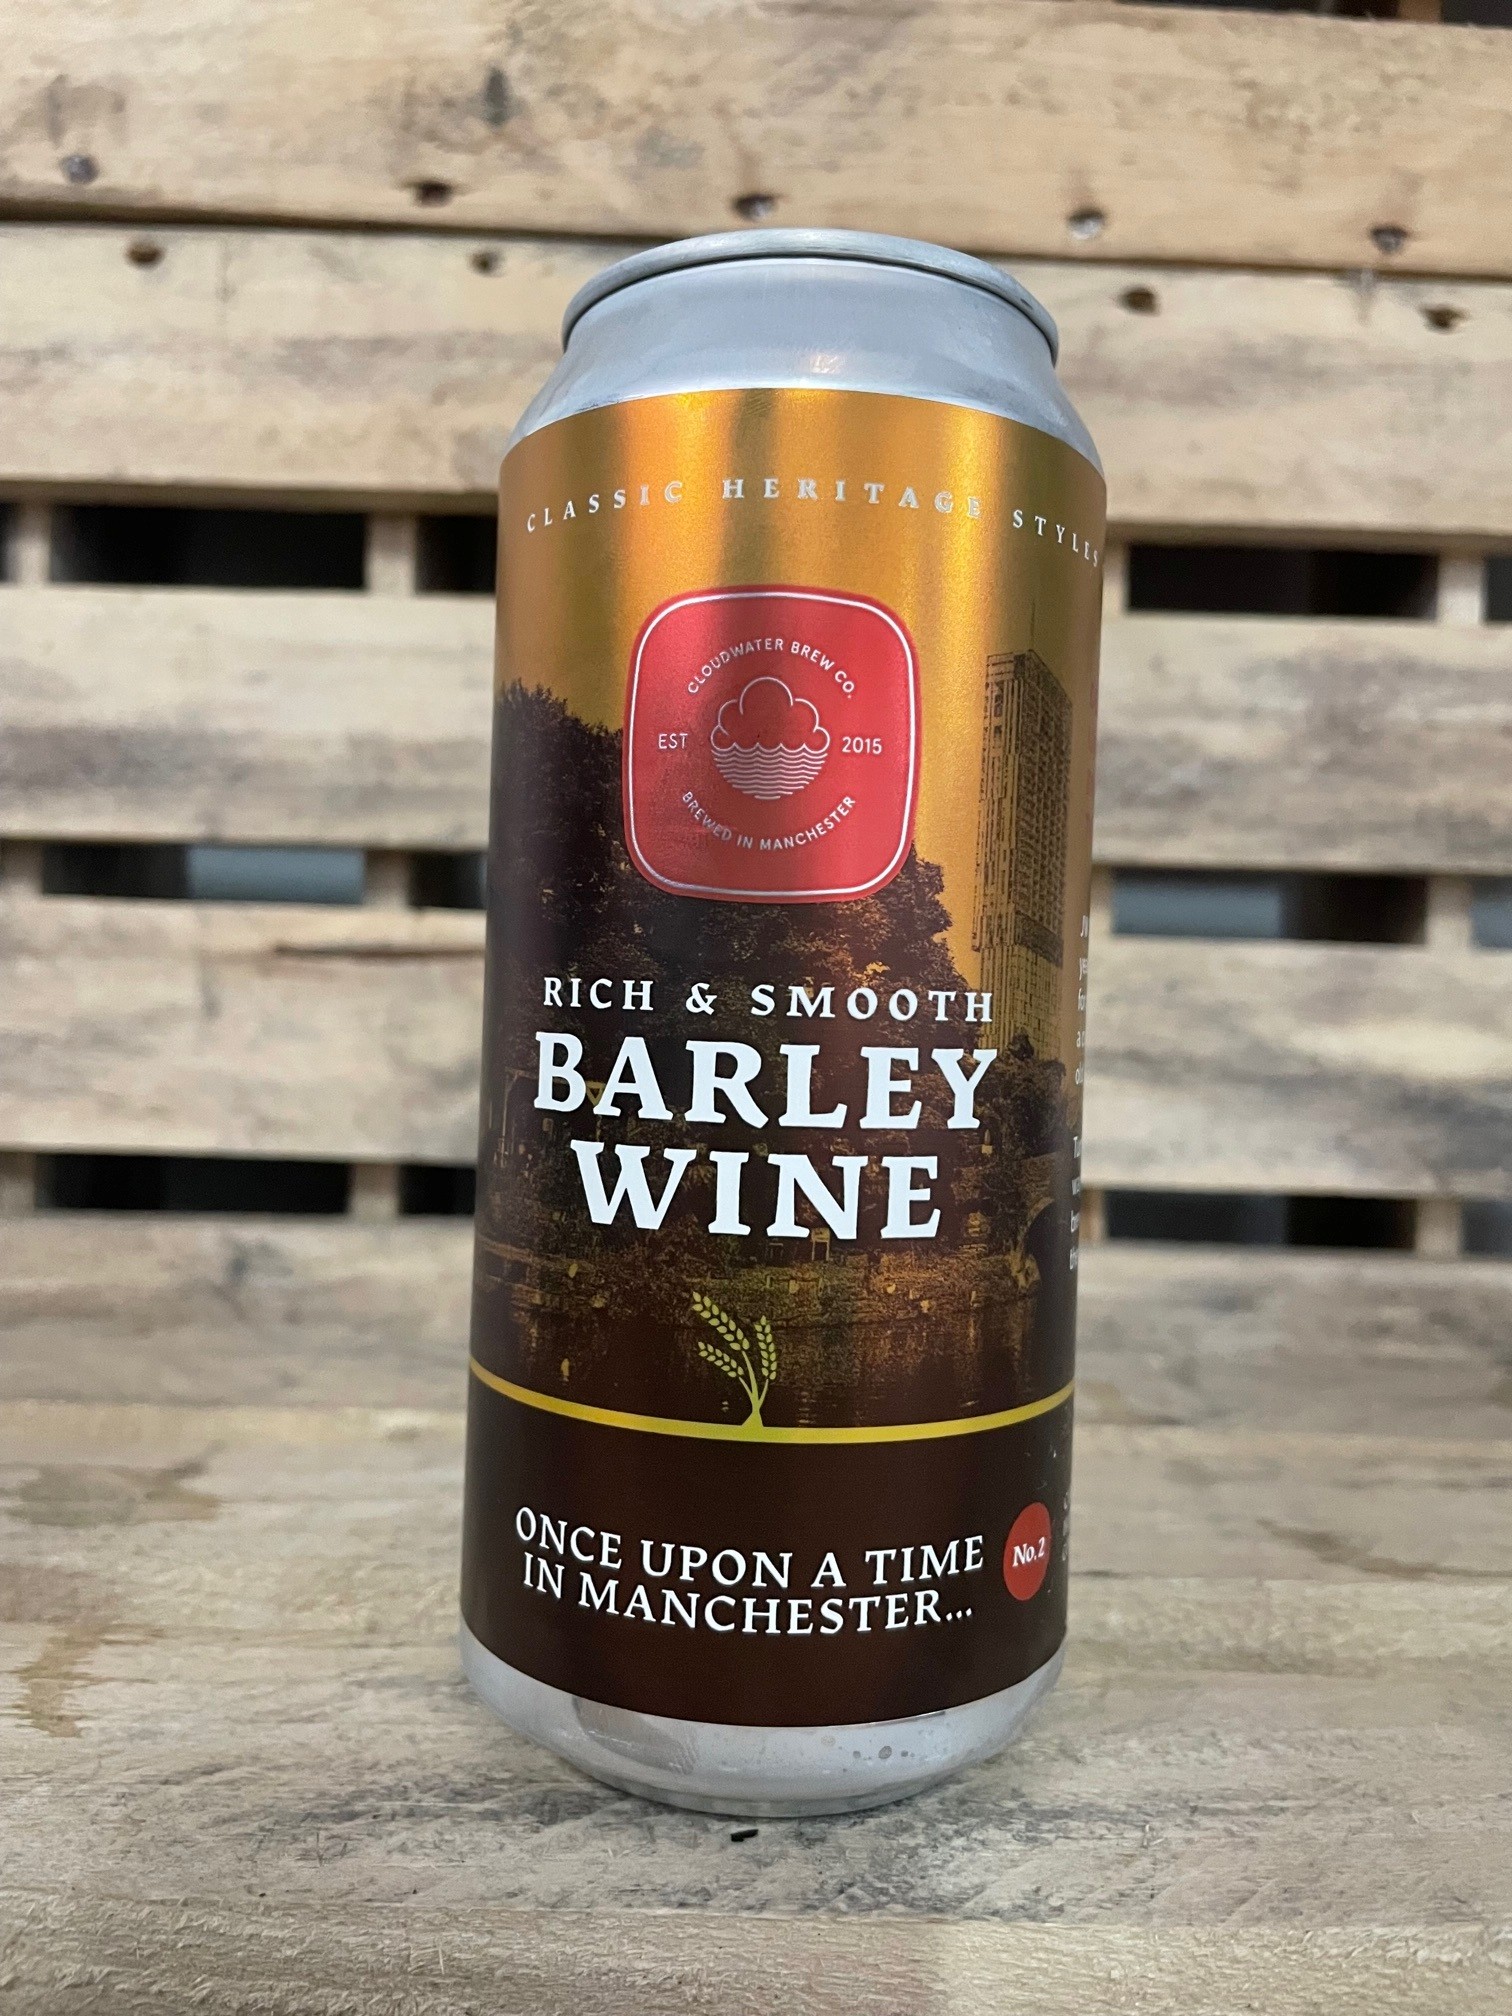 CLASSIC HERITAGE STYLES
CLOUDWATER BREW CO.
EST 2015
BREWED IN MANCHESTER
RICH & SMOOTH
BARLEY
WINE
ONCE UPON A TIME
IN MANCHESTER...
No. 2